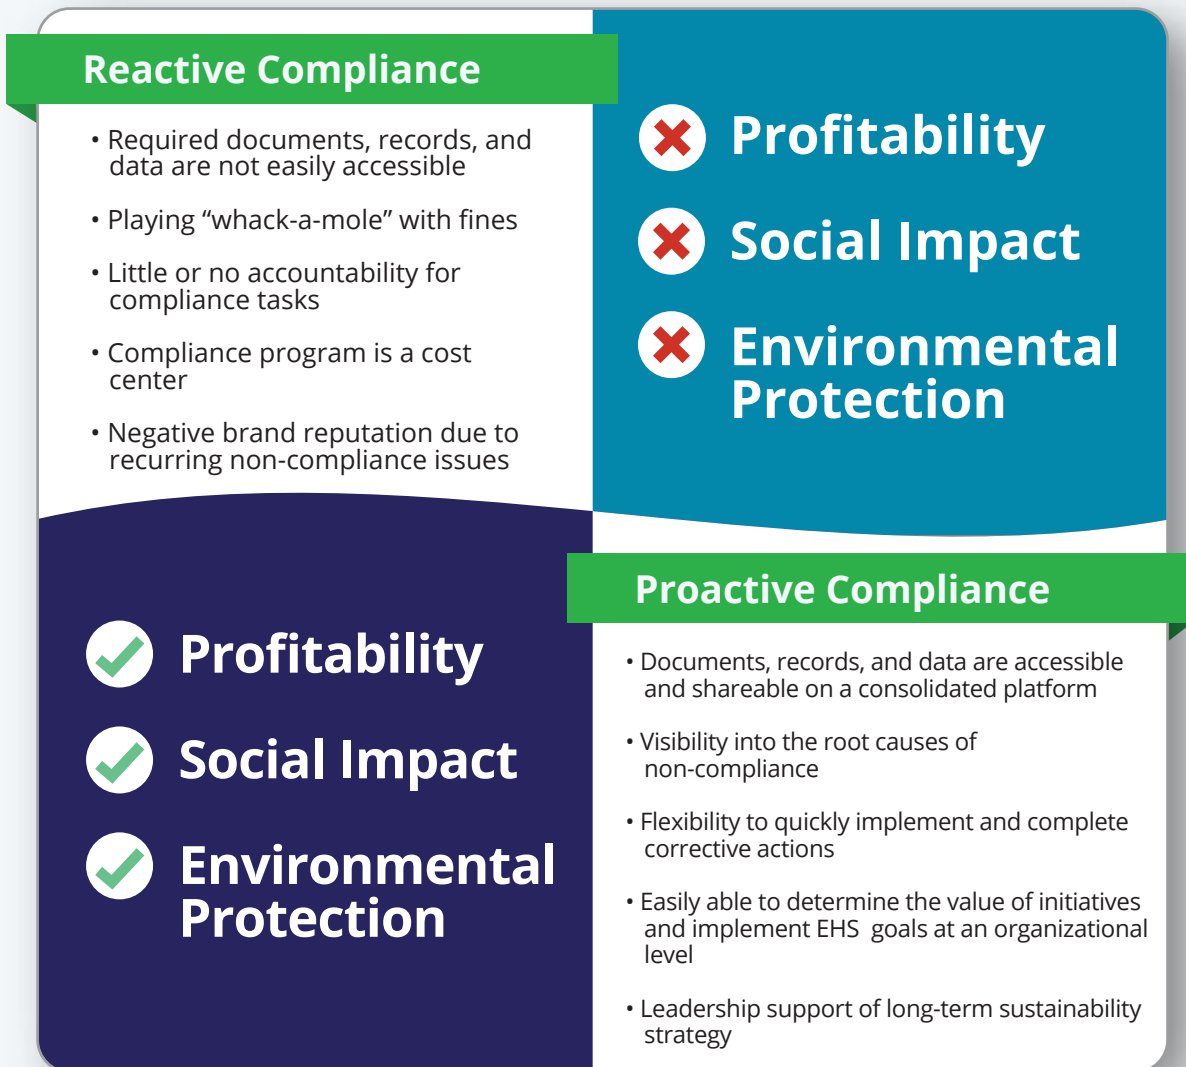 Reactive Compliance
• Required documents, records, and
data are not easily accessible
• Playing “whack-a-mole” with fines
• Little or no accountability for
compliance tasks
• Compliance program is a cost
center
• Negative brand reputation due to
recurring non-compliance issues
Profitability
Social Impact
Environmental
Protection
Profitability
Social Impact
Environmental
Protection
Proactive Compliance
• Documents, records, and data are accessible
and shareable on a consolidated platform
• Visibility into the root causes of
non-compliance
• Flexibility to quickly implement and complete
corrective actions
• Easily able to determine the value of initiatives
and implement EHS goals at an organizational
level
• Leadership support of long-term sustainability
strategy